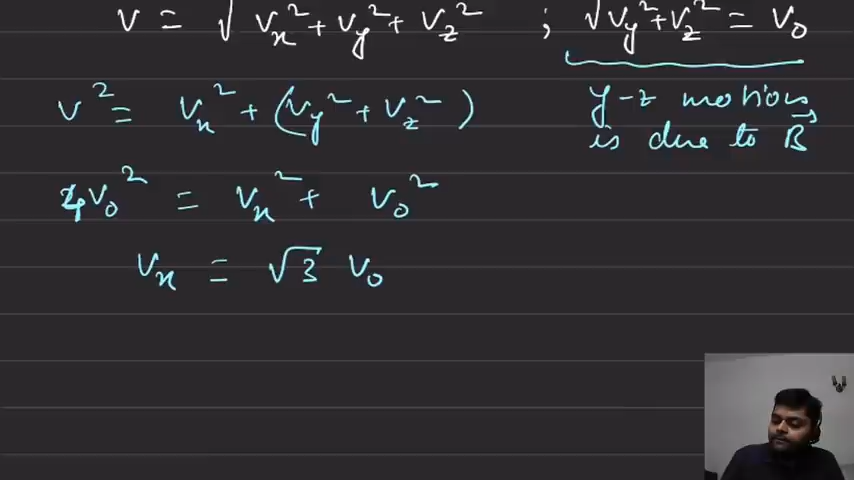 V = √ Vx² + Vy² + Vz² ; √Vy² + Vz² = V₀
V² = Vx² + (Vy² + Vz²)
y-z motion
is due to B⃗
4V₀² = Vx² + V₀²
Vx = √3 V₀